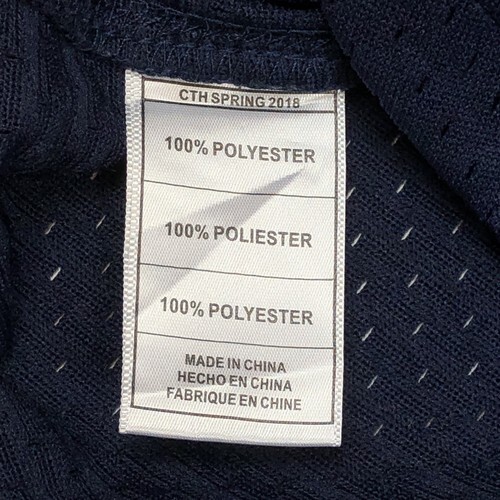 CTH SPRING 2018
100% POLYESTER
100% POLIESTER
100% POLYESTER
MADE IN CHINA
HECHO EN CHINA
FABRIQUE EN CHINE